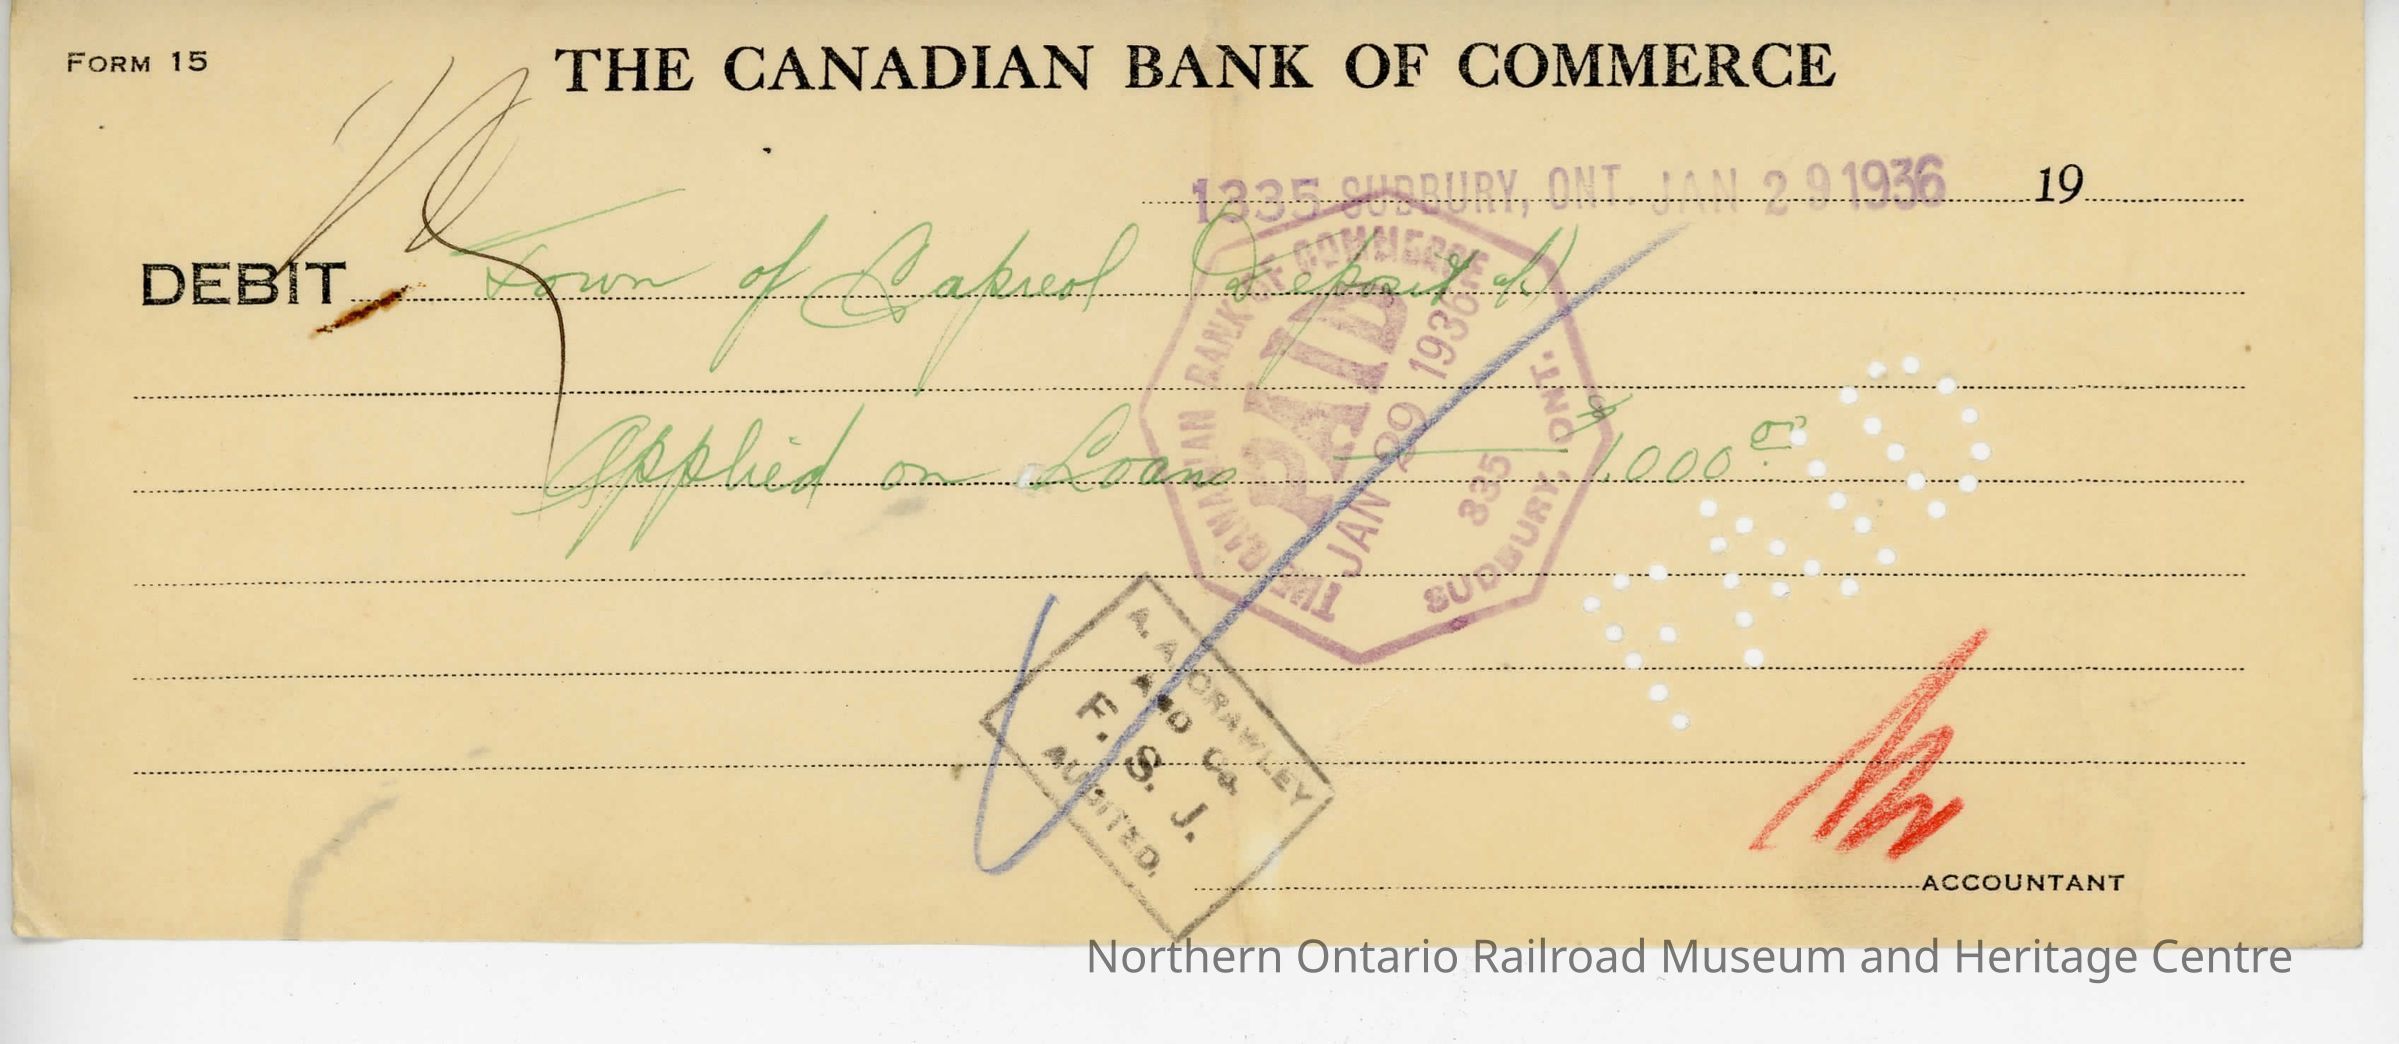 FORM 15
THE CANADIAN BANK OF COMMERCE
1335 SUDBURY, ONT. JAN 29 1936 19
DEBIT Town of Capreol (Deposit a/c)
Applied on Loans $1,000 00
THE CANADIAN BANK OF COMMERCE
PAID
JAN 29 1936
335
SUDBURY, ONT.
PAID
AND CO.
F. S. J.
AUDITED.
ACCOUNTANT
Northern Ontario Railroad Museum and Heritage Centre